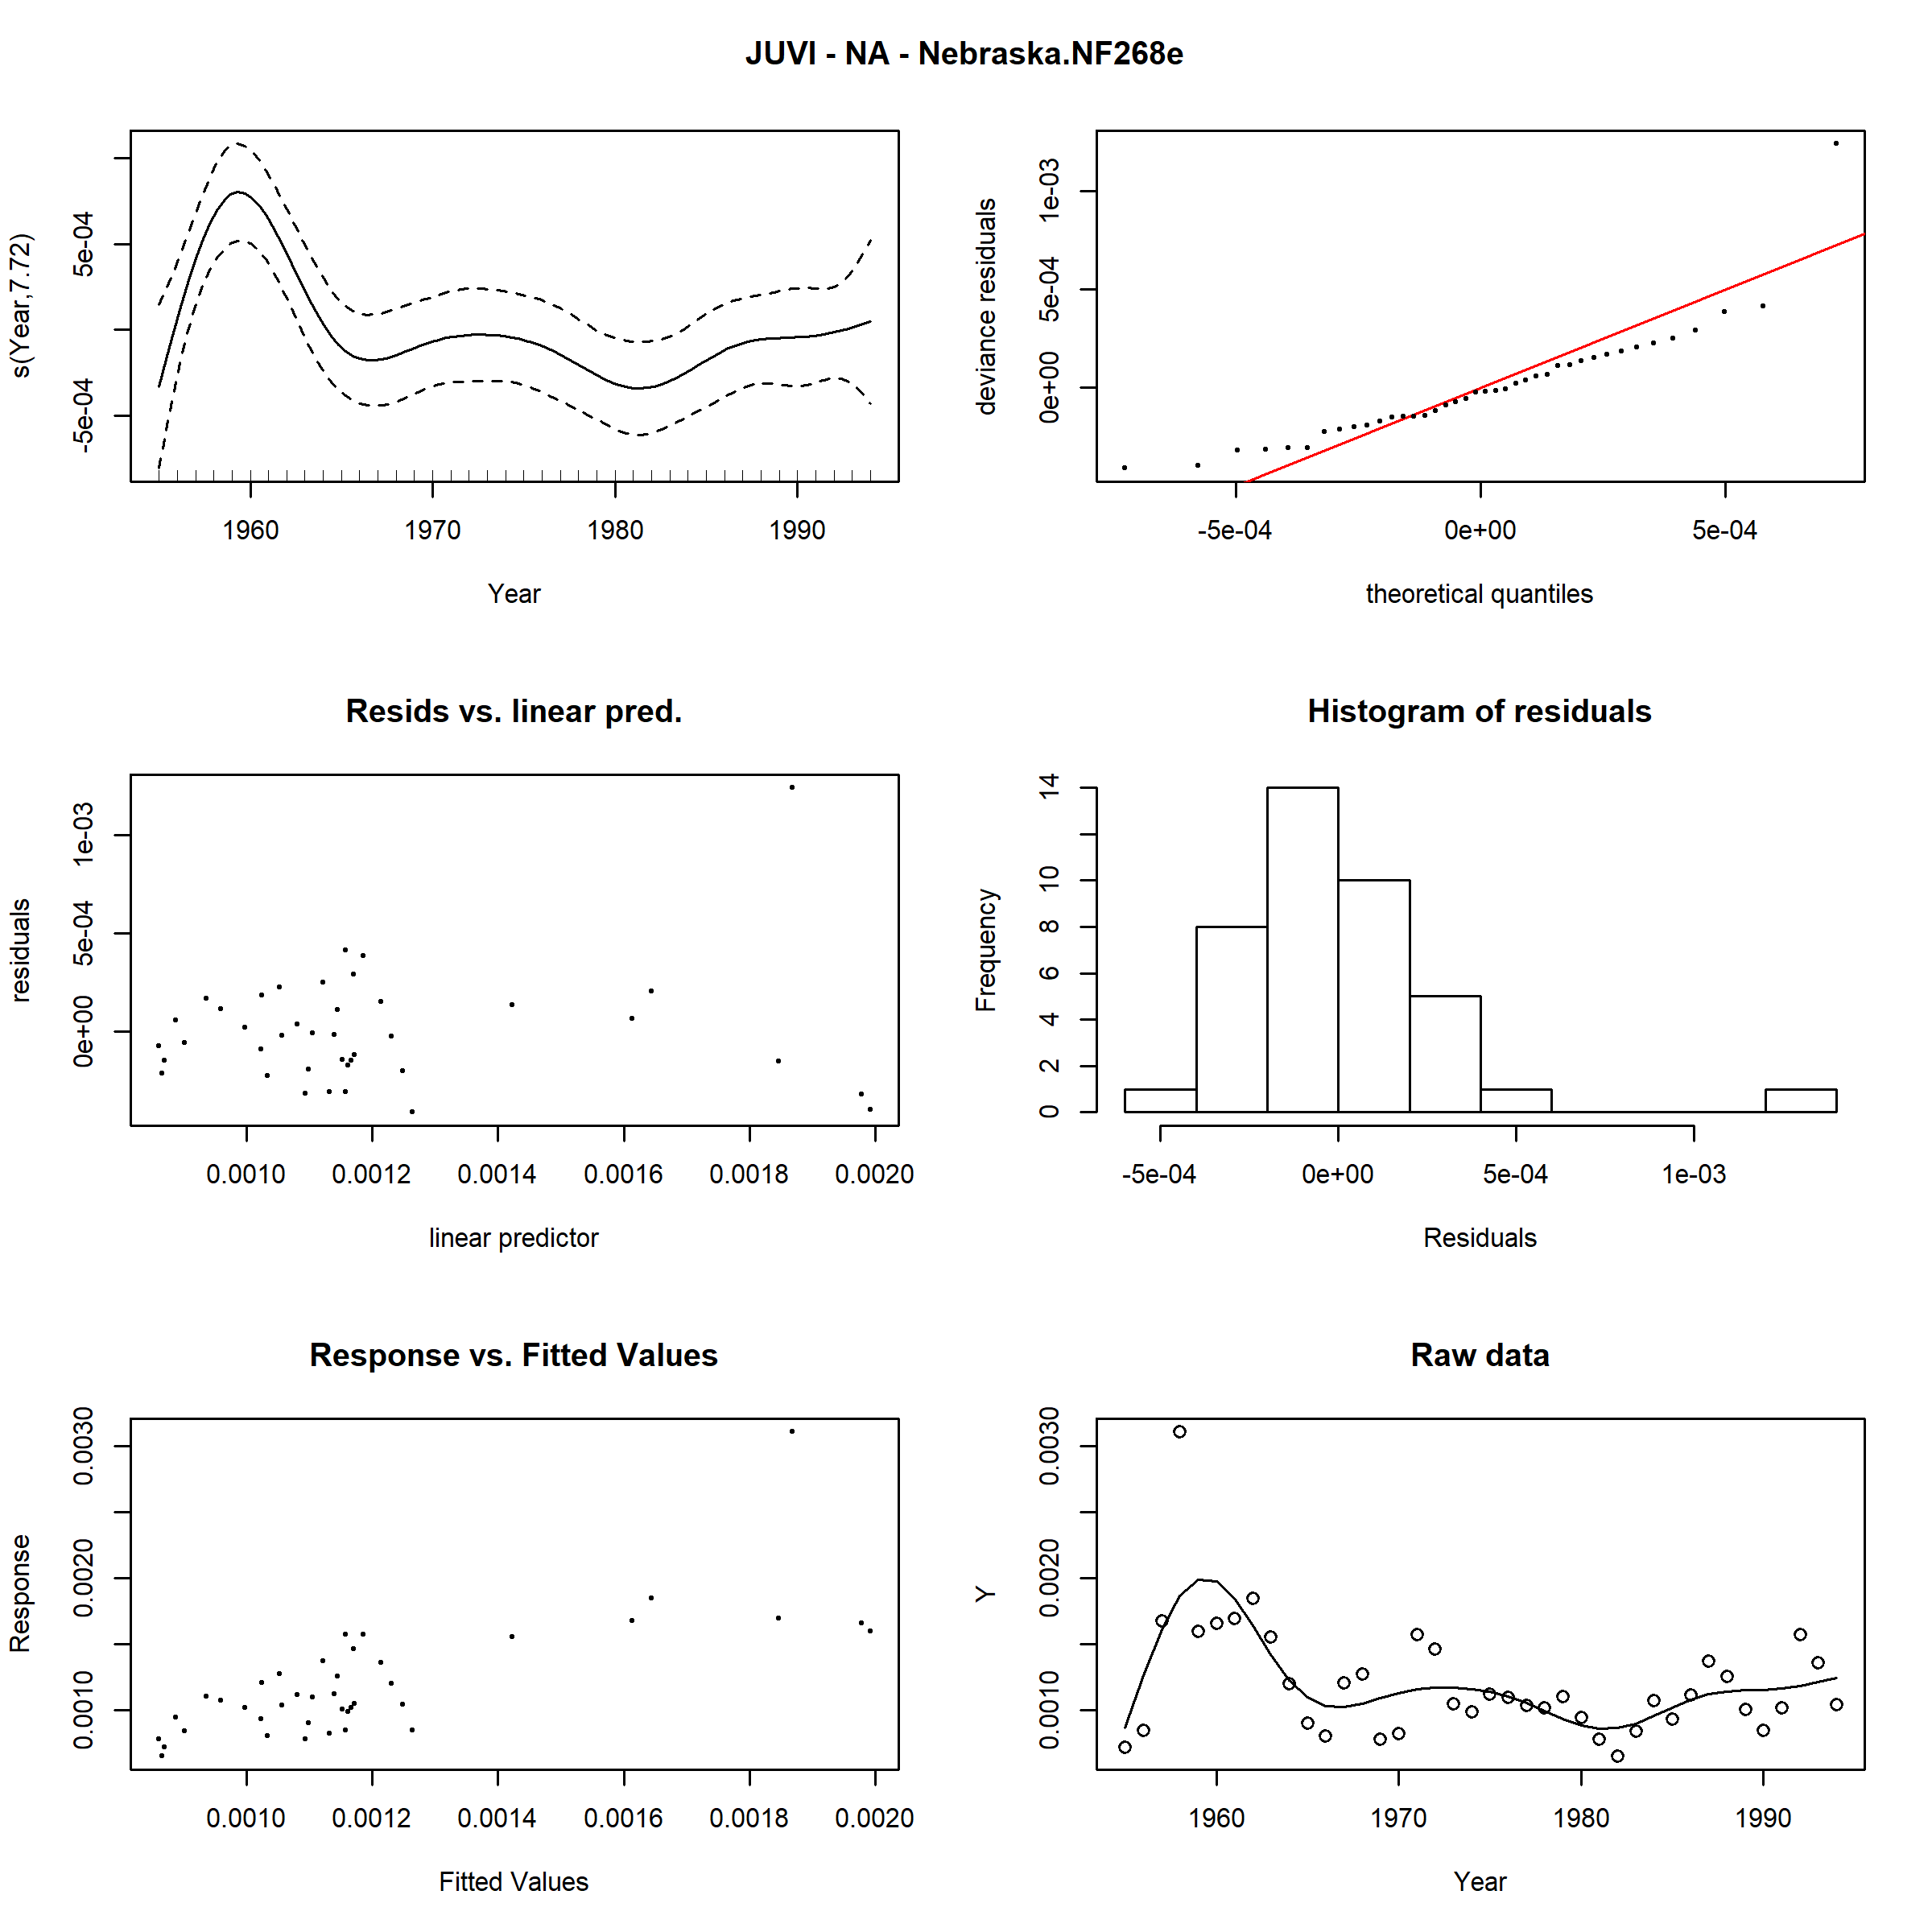 JUVI - NA - Nebraska.NF268e
s(Year,7.72)
-5e-04 5e-04
1960 1970 1980 1990
Year
deviance residuals
0e+00 5e-04 1e-03
-5e-04 0e+00 5e-04
theoretical quantiles
Resids vs. linear pred.
residuals
0e+00 5e-04 1e-03
0.0010 0.0012 0.0014 0.0016 0.0018 0.0020
linear predictor
Histogram of residuals
Frequency
0 2 4 6 8 10 14
-5e-04 0e+00 5e-04 1e-03
Residuals
Response vs. Fitted Values
Response
0.0010 0.0020 0.0030
0.0010 0.0012 0.0014 0.0016 0.0018 0.0020
Fitted Values
Raw data
Y
0.0010 0.0020 0.0030
1960 1970 1980 1990
Year